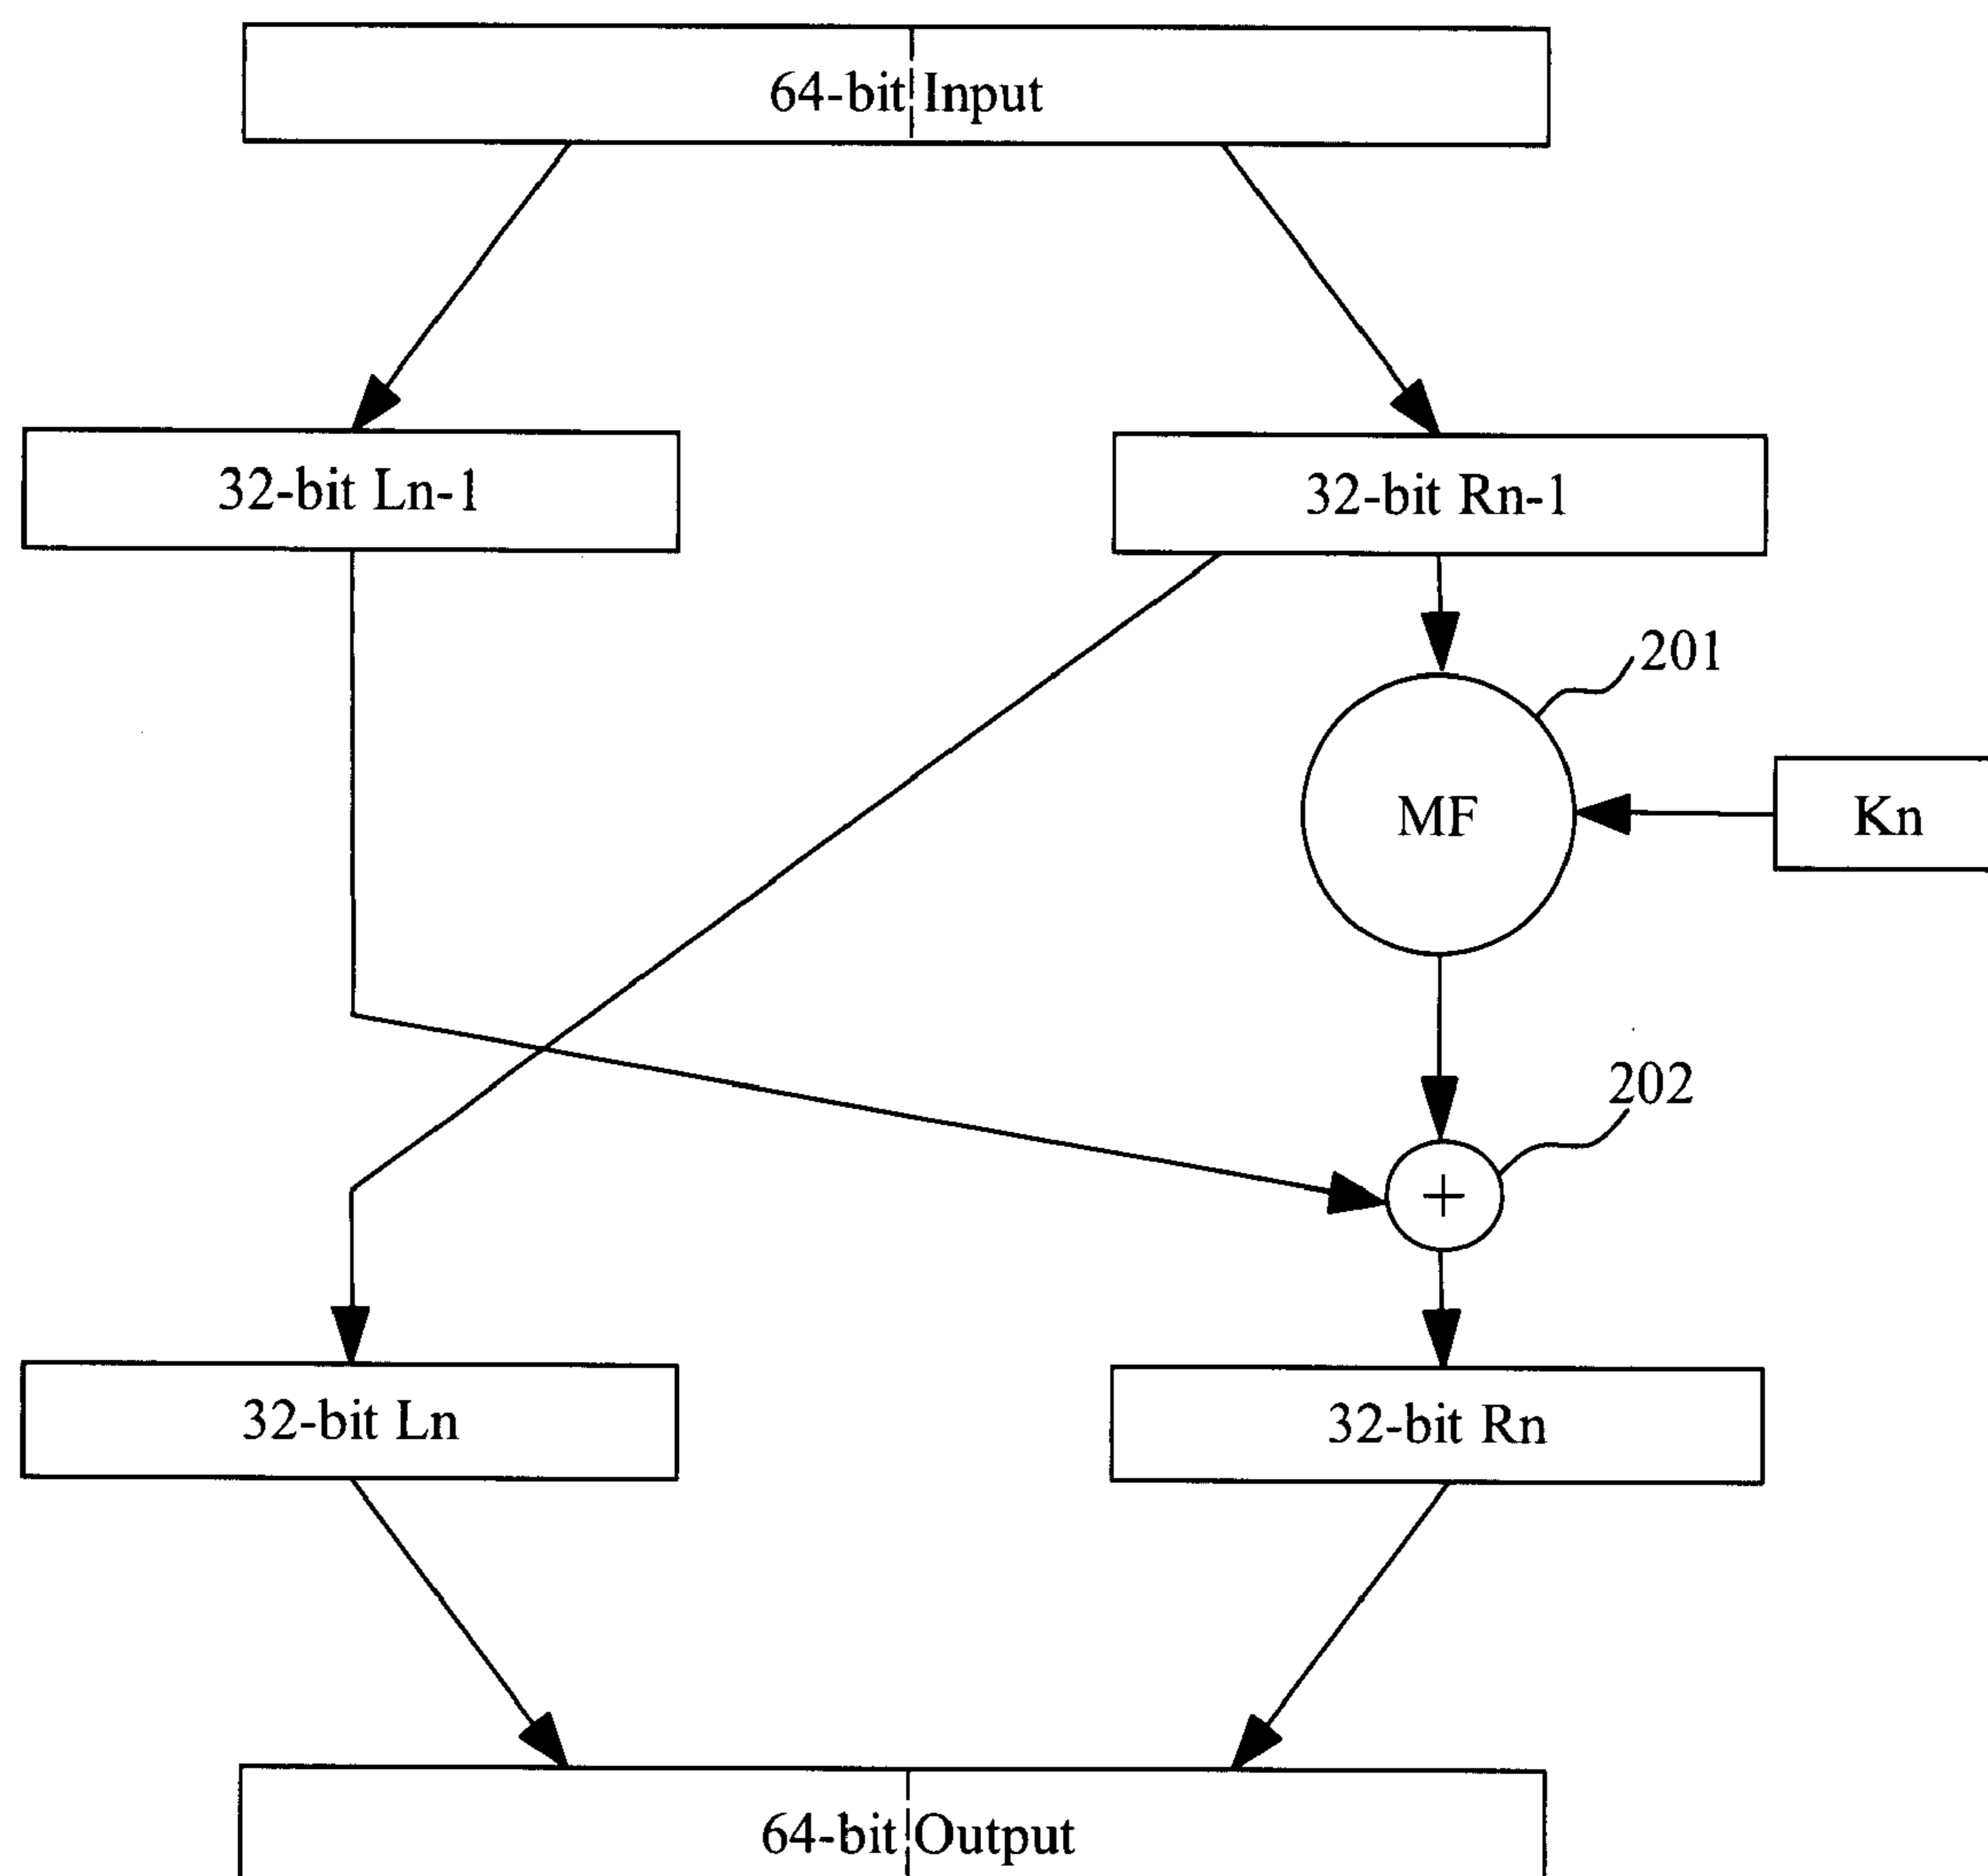 64-bit Input
32-bit Ln-1
32-bit Rn-1
201
MF
Kn
202
+
32-bit Ln
32-bit Rn
64-bit Output